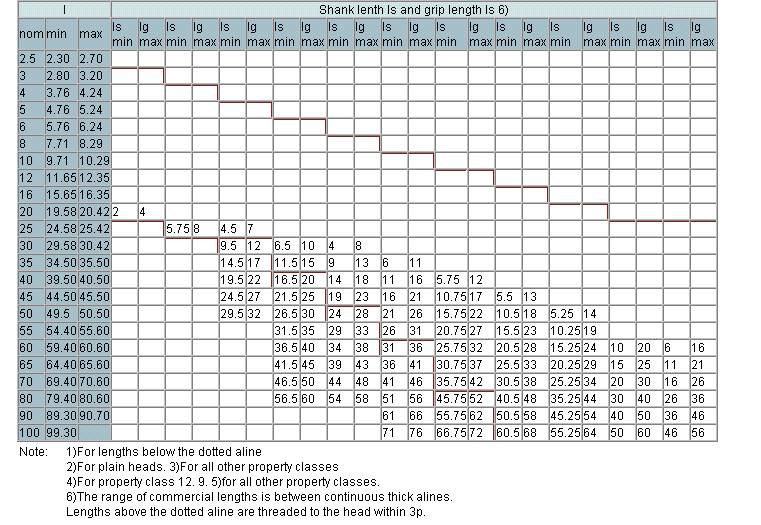 l Shank lenth ls and grip length ls 6)
ls lg ls lg ls lg ls lg ls lg ls lg ls lg ls lg ls lg ls lg ls lg
nom min max min max min max min max min max min max min max min max min max min max min max min max
2.5 2.30 2.70
3 2.80 3.20
4 3.76 4.24
5 4.76 5.24
6 5.76 6.24
8 7.71 8.29
10 9.71 10.29
12 11.65 12.35
16 15.65 16.35
20 19.58 20.42 2 4
25 24.58 25.42 5.75 8 4.5 7
30 29.58 30.42 9.5 12 6.5 10 4 8
35 34.50 35.50 14.5 17 11.5 15 9 13 6 11
40 39.50 40.50 19.5 22 16.5 20 14 18 11 16 5.75 12
45 44.50 45.50 24.5 27 21.5 25 19 23 16 21 10.75 17 5.5 13
50 49.5 50.50 29.5 32 26.5 30 24 28 21 26 15.75 22 10.5 18 5.25 14
55 54.40 55.60 31.5 35 29 33 26 31 20.75 27 15.5 23 10.25 19
60 59.40 60.60 36.5 40 34 38 31 36 25.75 32 20.5 28 15.25 24 10 20 6 16
65 64.40 65.60 41.5 45 39 43 36 41 30.75 37 25.5 33 20.25 29 15 25 11 21
70 69.40 70.60 46.5 50 44 48 41 46 35.75 42 30.5 38 25.25 34 20 30 16 26
80 79.40 80.60 56.5 60 54 58 51 56 45.75 52 40.5 48 35.25 44 30 40 26 36
90 89.30 90.70 61 66 55.75 62 50.5 58 45.25 54 40 50 36 46
100 99.30 71 76 66.75 72 60.5 68 55.25 64 50 60 46 56
Note: 1)For lengths below the dotted aline
2)For plain heads. 3)For all other property classes
4)For property class 12. 9. 5)for all other property classes.
6)The range of commercial lengths is between continuous thick alines.
Lengths above the dotted aline are threaded to the head within 3p.